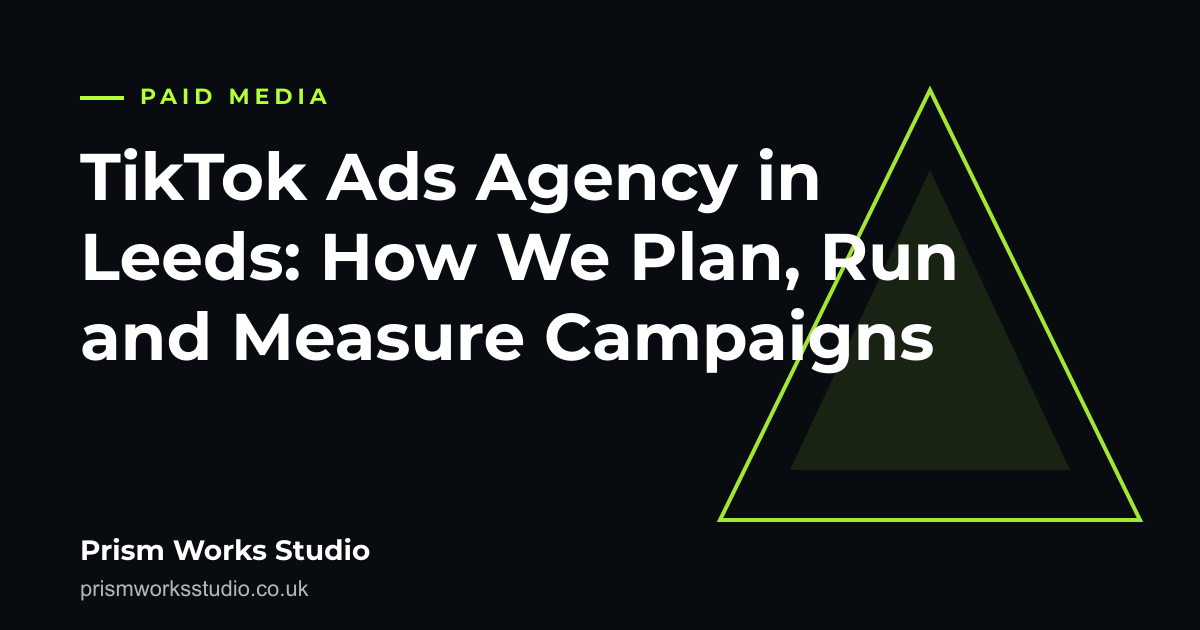 PAID MEDIA
TikTok Ads Agency in
Leeds: How We Plan, Run
and Measure Campaigns
Prism Works Studio
prismworksstudio.co.uk